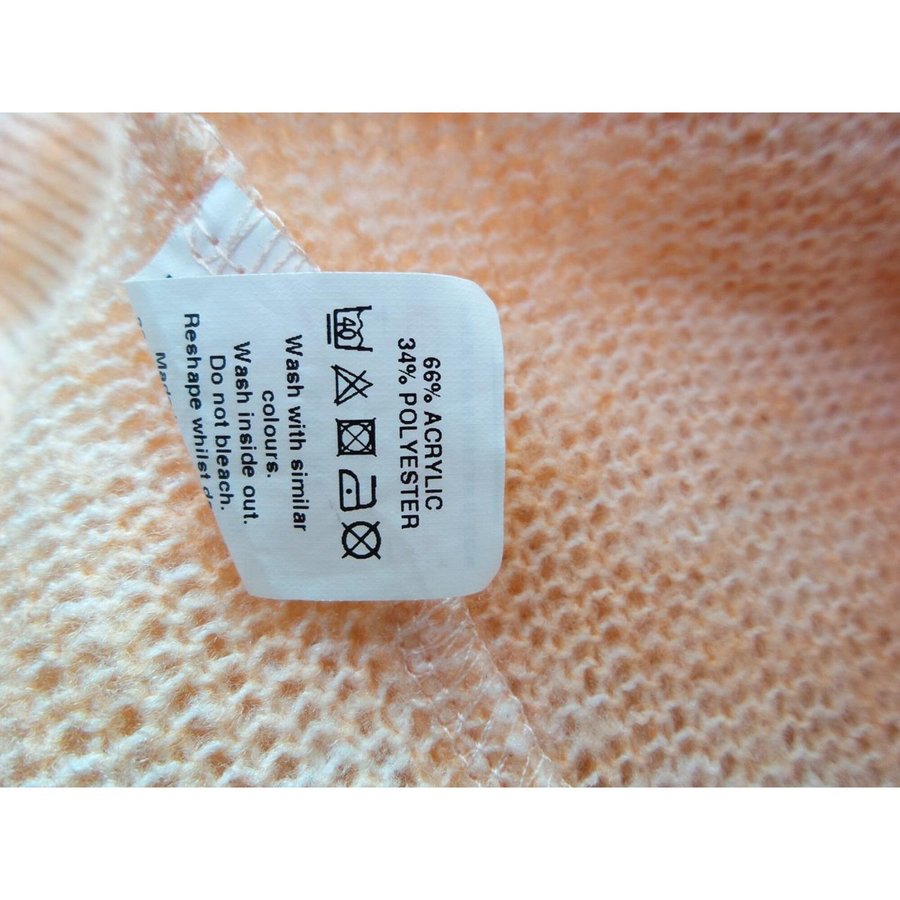 66% ACRYLIC
34% POLYESTER
40
Wash with similar
colours.
Wash inside out.
Do not bleach.
Reshape whilst